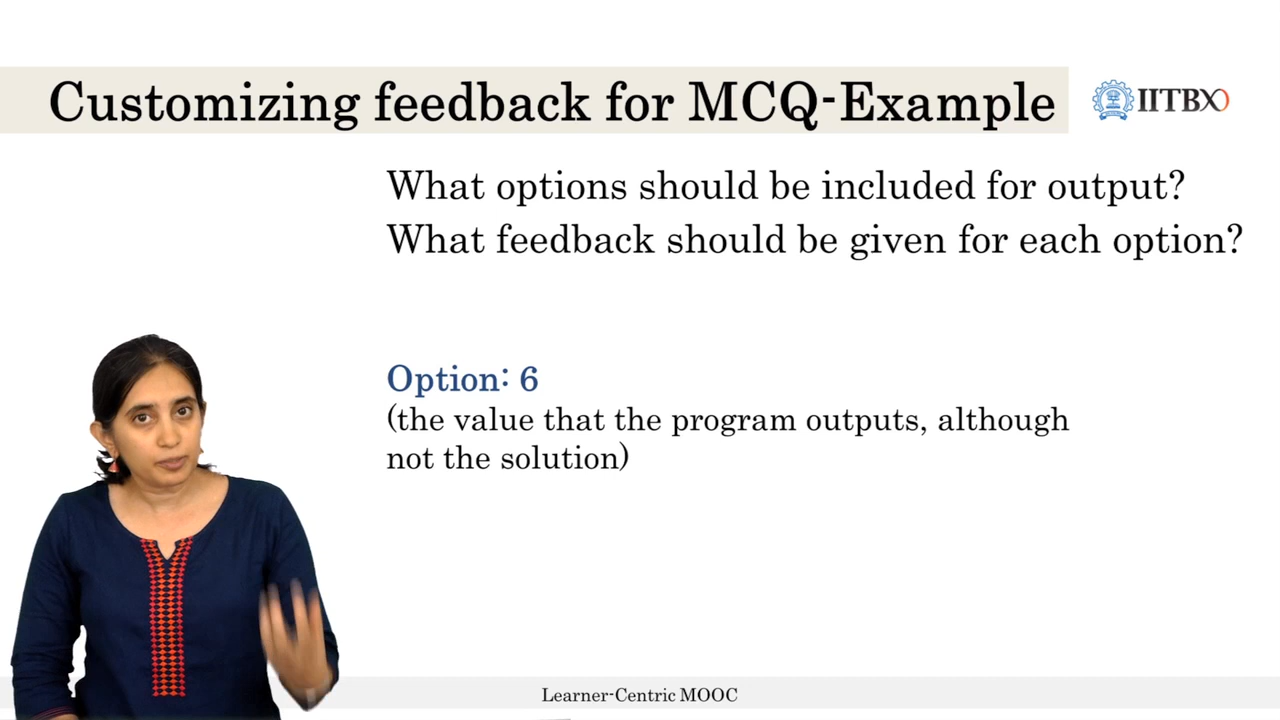 Customizing feedback for MCQ-Example
IITBX
What options should be included for output?
What feedback should be given for each option?
Option: 6
(the value that the program outputs, although
not the solution)
Learner-Centric MOOC